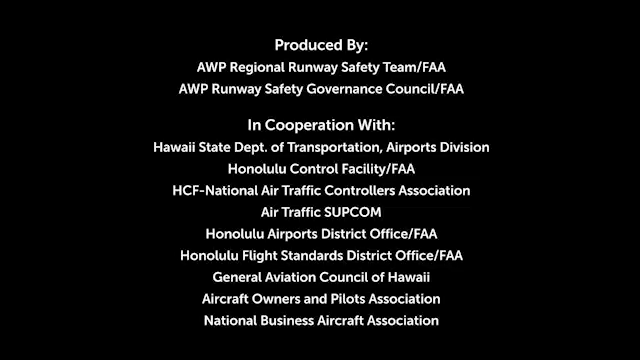 Produced By:
AWP Regional Runway Safety Team/FAA
AWP Runway Safety Governance Council/FAA
In Cooperation With:
Hawaii State Dept. of Transportation, Airports Division
Honolulu Control Facility/FAA
HCF-National Air Traffic Controllers Association
Air Traffic SUPCOM
Honolulu Airports District Office/FAA
Honolulu Flight Standards District Office/FAA
General Aviation Council of Hawaii
Aircraft Owners and Pilots Association
National Business Aircraft Association